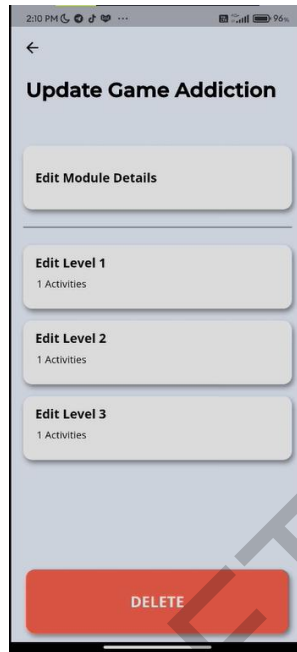 2:10 PM
96%
Update Game Addiction
Edit Module Details
Edit Level 1
1 Activities
Edit Level 2
1 Activities
Edit Level 3
1 Activities
DELETE